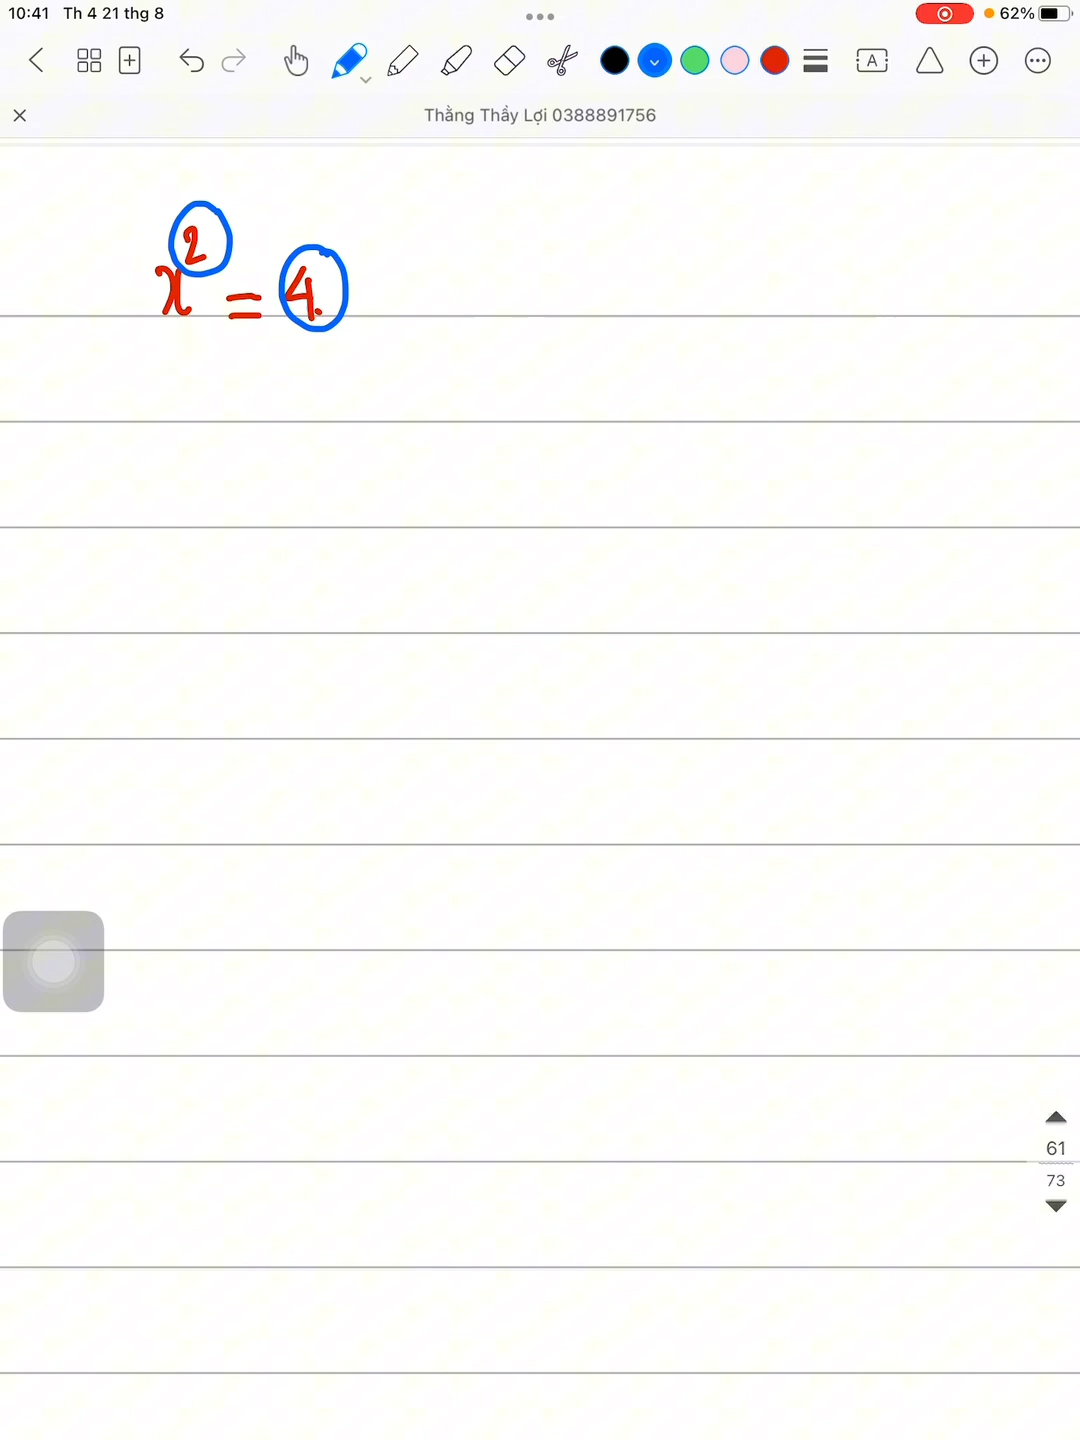 10:41 Th 4 21 thg 8
62%
A
Thằng Thầy Lợi 0388891756
x² = 4.
61
73